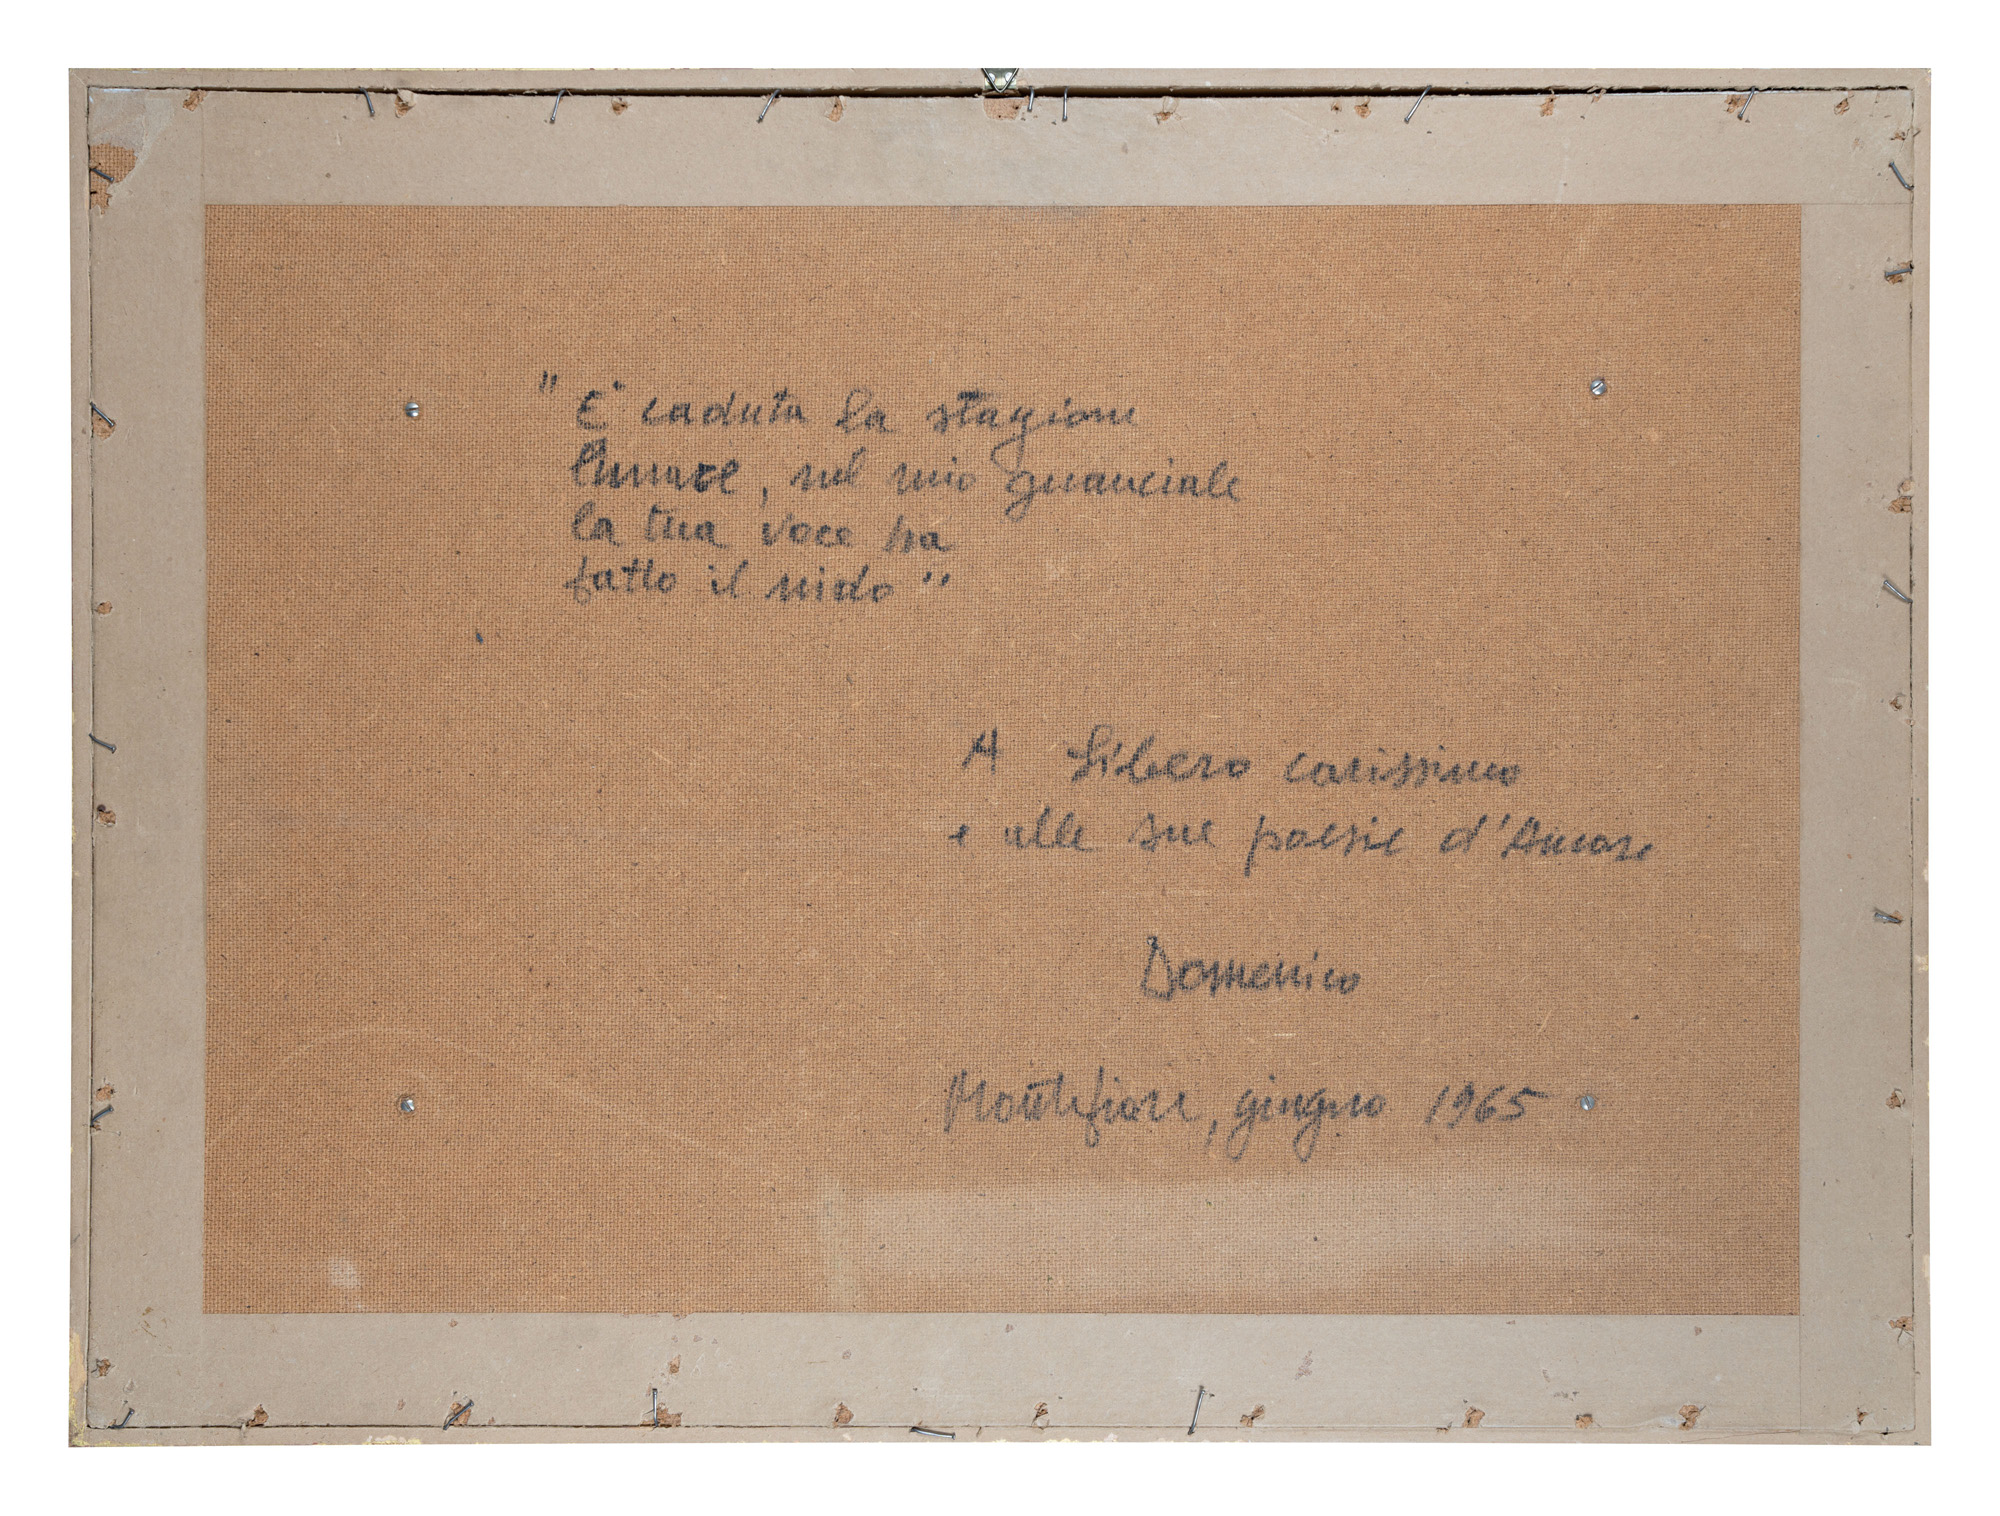 "E' caduta la stagione
Amore, sul mio guanciale
la tua voce ha
fatto il nido"
A Libero carissimo
e alle sue poesie d'Amore
Domenico
Montefiore, giugno 1965